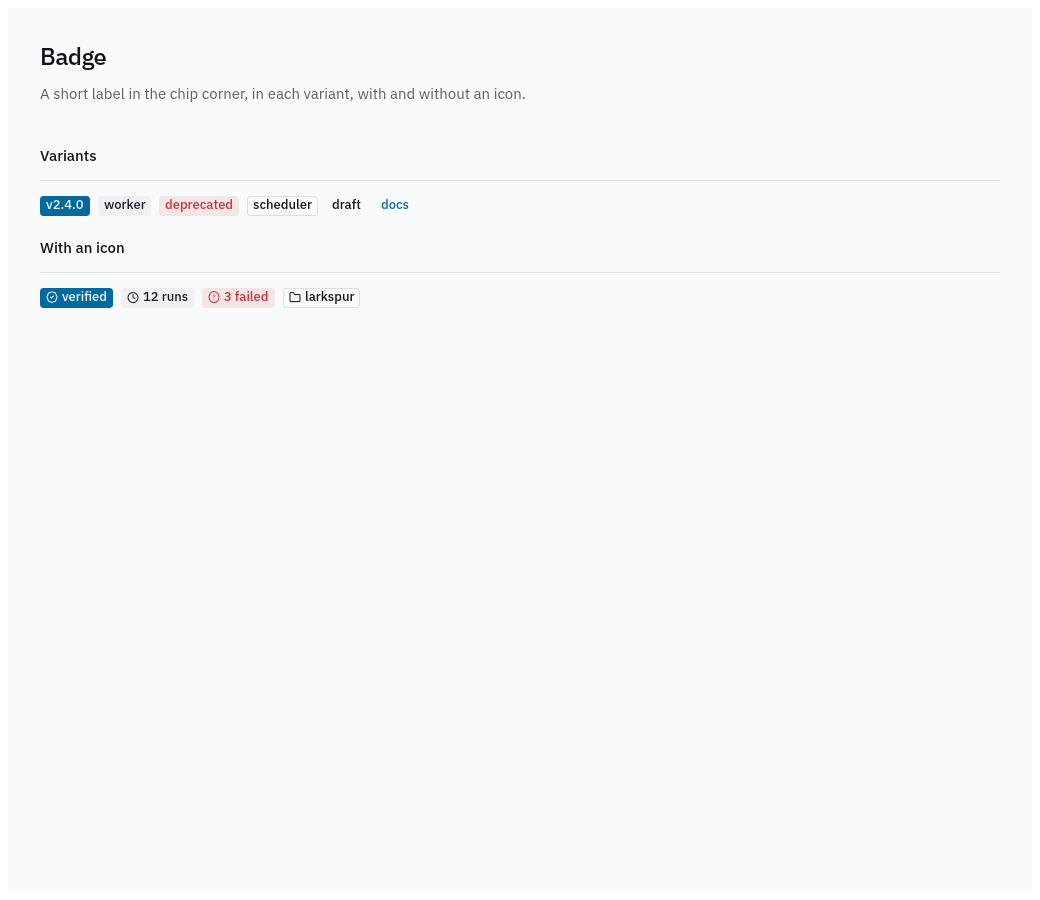 Badge
A short label in the chip corner, in each variant, with and without an icon.
Variants
v2.4.0 worker deprecated scheduler draft docs
With an icon
verified 12 runs 3 failed larkspur